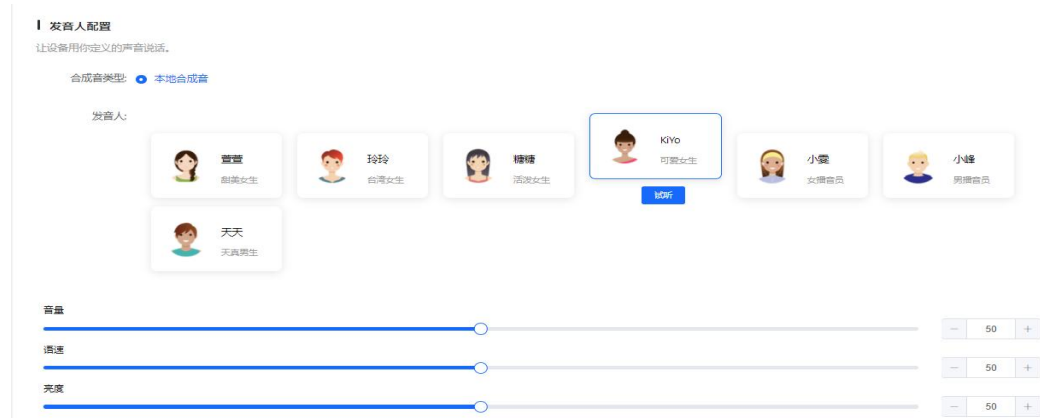 发音人配置
让设备用你定义的声音说话。
合成音类型: 本地合成音
发音人:
萱萱 玲玲 糖糖 KiYo 小雯 小峰
甜美女生 台湾女生 活泼女生 可爱女生 女播音员 男播音员
试听
天天
天真男生
音量
50
语速
50
亮度
50